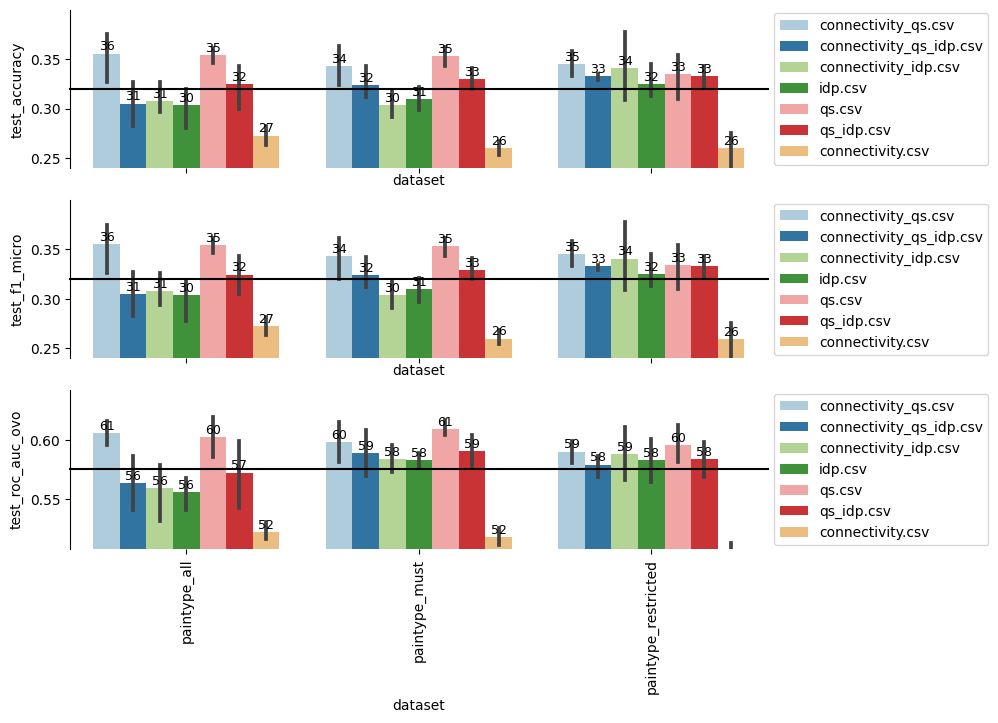 test_accuracy
0.35
0.30
0.25
36 31 31 30 35 32 27
34 32 30 31 35 33 26
35 33 34 32 33 33 26
dataset
connectivity_qs.csv
connectivity_qs_idp.csv
connectivity_idp.csv
idp.csv
qs.csv
qs_idp.csv
connectivity.csv
test_f1_micro
0.35
0.30
0.25
36 31 31 30 35 32 27
34 32 30 31 35 33 26
35 33 34 32 33 33 26
dataset
connectivity_qs.csv
connectivity_qs_idp.csv
connectivity_idp.csv
idp.csv
qs.csv
qs_idp.csv
connectivity.csv
test_roc_auc_ovo
0.60
0.55
61 56 56 56 60 57 52
60 59 58 58 61 59 52
59 58 59 58 60 58
connectivity_qs.csv
connectivity_qs_idp.csv
connectivity_idp.csv
idp.csv
qs.csv
qs_idp.csv
connectivity.csv
paintype_all
paintype_must
paintype_restricted
dataset